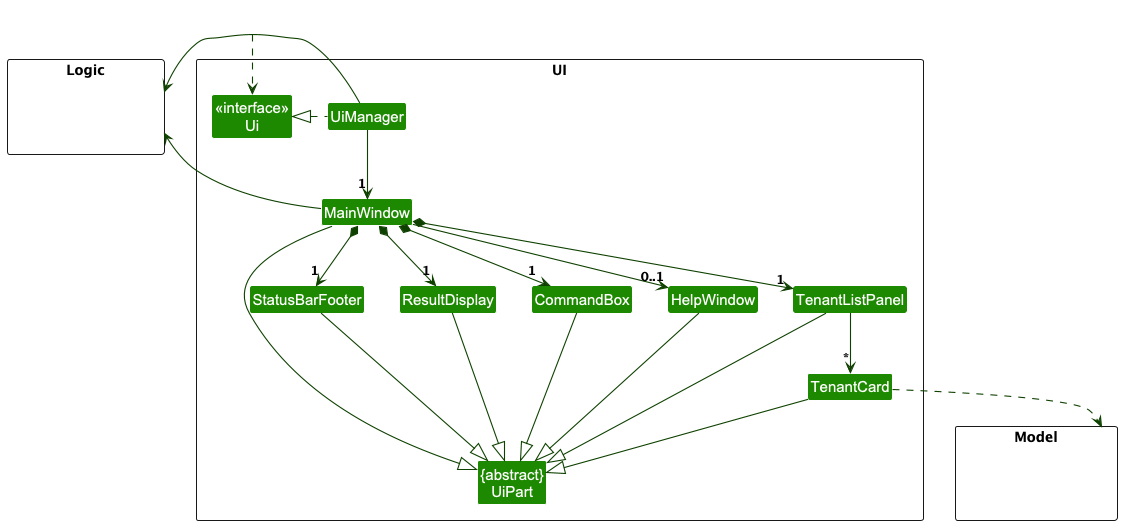 Logic
UI
«interface»
Ui
UiManager
1
MainWindow
1
1
1
0..1
1
StatusBarFooter
ResultDisplay
CommandBox
HelpWindow
TenantListPanel
*
TenantCard
Model
{abstract}
UiPart